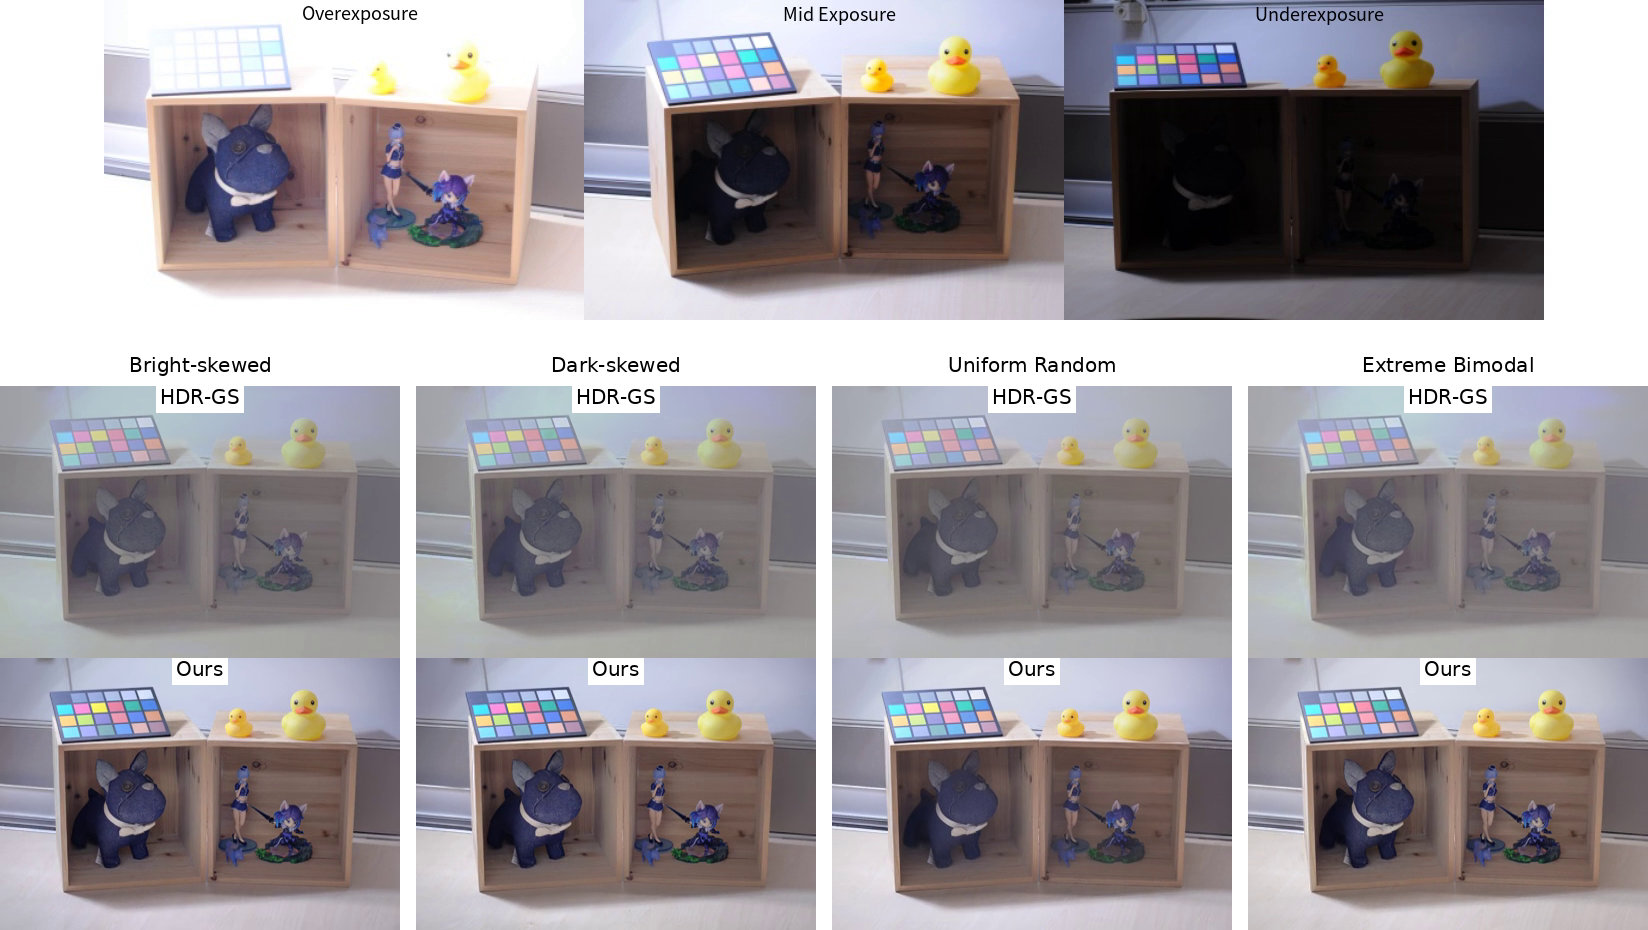 Overexposure
Mid Exposure
Underexposure
Bright-skewed
Dark-skewed
Uniform Random
Extreme Bimodal
HDR-GS
HDR-GS
HDR-GS
HDR-GS
Ours
Ours
Ours
Ours